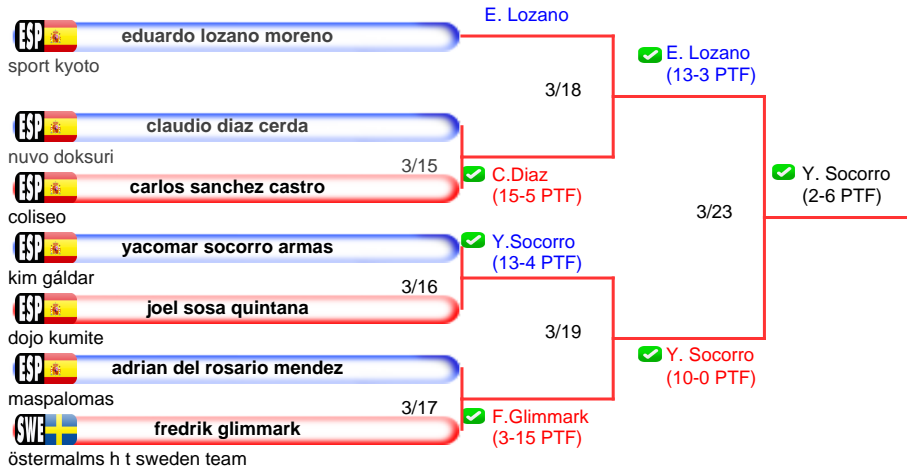 E. Lozano
ESP eduardo lozano moreno
sport kyoto
E. Lozano
(13-3 PTF)
3/18
ESP claudio diaz cerda
nuvo doksuri
3/15
ESP carlos sanchez castro
coliseo
C.Diaz
(15-5 PTF)
Y. Socorro
(2-6 PTF)
3/23
ESP yacomar socorro armas
kim gáldar
Y.Socorro
(13-4 PTF)
3/16
ESP joel sosa quintana
dojo kumite
3/19
ESP adrian del rosario mendez
maspalomas
Y. Socorro
(10-0 PTF)
3/17
SWE fredrik glimmark
östermalms h t sweden team
F.Glimmark
(3-15 PTF)